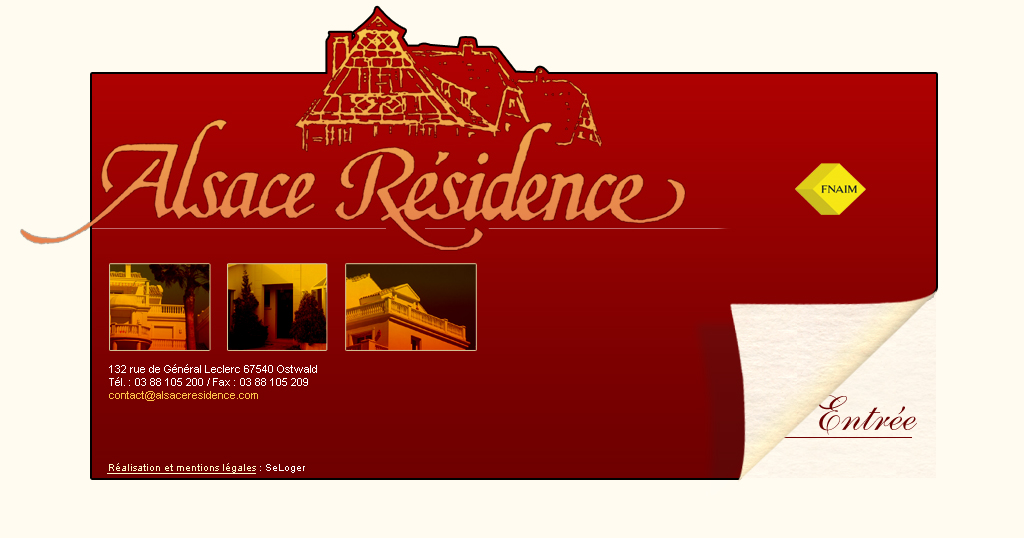 Alsace Résidence
FNAIM
132 rue de Général Leclerc 67540 Ostwald
Tél. : 03 88 105 200 / Fax : 03 88 105 209
contact@alsaceresidence.com
Entrée
Réalisation et mentions légales : SeLoger